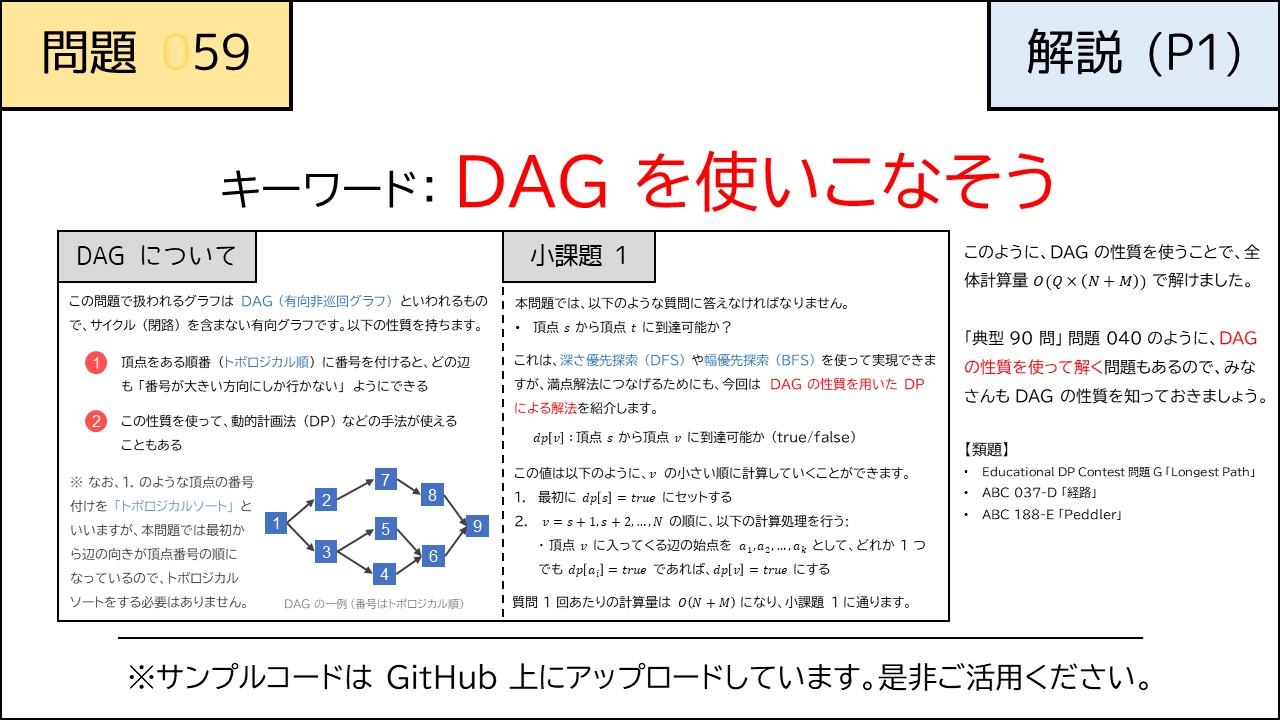 問題 059
解説 (P1)
キーワード: DAG を使いこなそう
DAG について
この問題で扱われるグラフは DAG（有向非巡回グラフ）といわれるもの
で、サイクル（閉路）を含まない有向グラフです。以下の性質を持ちます。
1 頂点をある順番（トポロジカル順）に番号を付けると、どの辺
も「番号が大きい方向にしか行かない」ようにできる
2 この性質を使って、動的計画法（DP）などの手法が使える
こともある
※ なお、1. のような頂点の番号
付けを「トポロジカルソート」と
いいますが、本問題では最初か
ら辺の向きが頂点番号の順に
なっているので、トポロジカル
ソートをする必要はありません。
1
2
3
7
5
4
8
6
9
DAG の一例（番号はトポロジカル順）
小課題 1
本問題では、以下のような質問に答えなければなりません。
• 頂点 s から頂点 t に到達可能か？
これは、深さ優先探索（DFS）や幅優先探索（BFS）を使って実現できま
すが、満点解法につなげるためにも、今回は DAG の性質を用いた DP
による解法を紹介します。
dp[v]：頂点 s から頂点 v に到達可能か（true/false）
この値は以下のように、v の小さい順に計算していくことができます。
1. 最初に dp[s] = true にセットする
2. v = s + 1, s + 2, ..., N の順に、以下の計算処理を行う：
・頂点 v に入ってくる辺の始点を a₁, a₂, ..., aₖ として、どれか 1 つ
でも dp[aᵢ] = true であれば、dp[v] = true にする
質問 1 回あたりの計算量は O(N + M) になり、小課題 1 に通ります。
このように、DAG の性質を使うことで、全
体計算量 O(Q × (N + M)) で解けました。
「典型 90 問」問題 040 のように、DAG
の性質を使って解く問題もあるので、みな
さんも DAG の性質を知っておきましょう。
【類題】
• Educational DP Contest 問題 G「Longest Path」
• ABC 037-D「経路」
• ABC 188-E「Peddler」
※サンプルコードは GitHub 上にアップロードしています。是非ご活用ください。